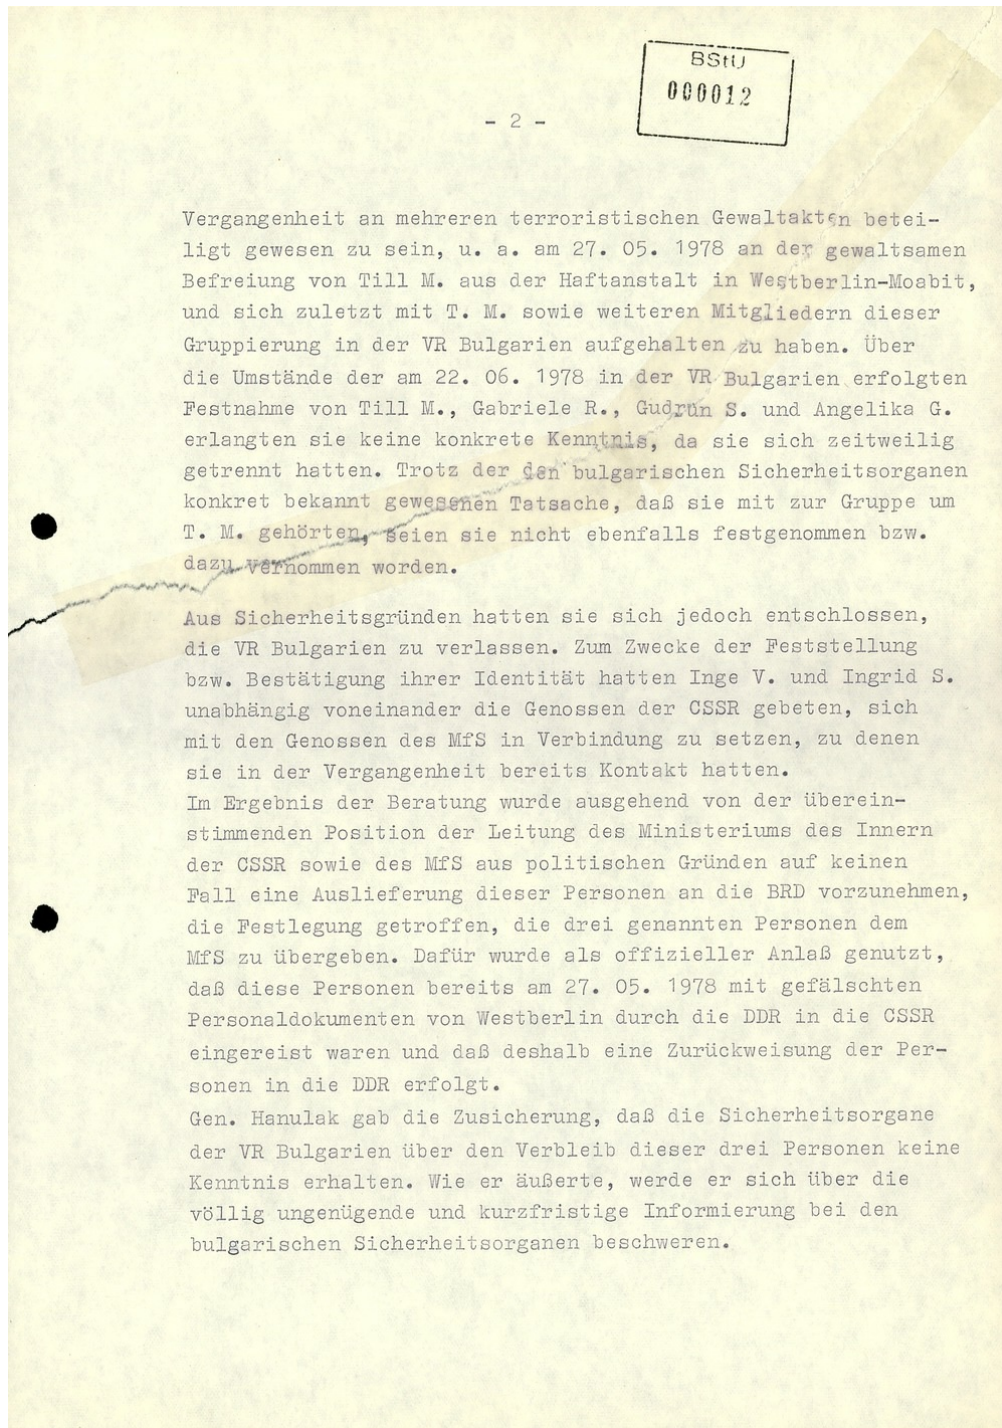 BStU
000012
- 2 -
Vergangenheit an mehreren terroristischen Gewaltakten betei-
ligt gewesen zu sein, u. a. am 27. 05. 1978 an der gewaltsamen
Befreiung von Till M. aus der Haftanstalt in Westberlin-Moabit,
und sich zuletzt mit T. M. sowie weiteren Mitgliedern dieser
Gruppierung in der VR Bulgarien aufgehalten zu haben. Über
die Umstände der am 22. 06. 1978 in der VR Bulgarien erfolgten
Festnahme von Till M., Gabriele R., Gudrun S. und Angelika G.
erlangten sie keine konkrete Kenntnis, da sie sich zeitweilig
getrennt hatten. Trotz der den bulgarischen Sicherheitsorganen
konkret bekannt gewesenen Tatsache, daß sie mit zur Gruppe um
T. M. gehörten, seien sie nicht ebenfalls festgenommen bzw.
dazu vernommen worden.
Aus Sicherheitsgründen hatten sie sich jedoch entschlossen,
die VR Bulgarien zu verlassen. Zum Zwecke der Feststellung
bzw. Bestätigung ihrer Identität hatten Inge V. und Ingrid S.
unabhängig voneinander die Genossen der CSSR gebeten, sich
mit den Genossen des MfS in Verbindung zu setzen, zu denen
sie in der Vergangenheit bereits Kontakt hatten.
Im Ergebnis der Beratung wurde ausgehend von der überein-
stimmenden Position der Leitung des Ministeriums des Innern
der CSSR sowie des MfS aus politischen Gründen auf keinen
Fall eine Auslieferung dieser Personen an die BRD vorzunehmen,
die Festlegung getroffen, die drei genannten Personen dem
MfS zu übergeben. Dafür wurde als offizieller Anlaß genutzt,
daß diese Personen bereits am 27. 05. 1978 mit gefälschten
Personaldokumenten von Westberlin durch die DDR in die CSSR
eingereist waren und daß deshalb eine Zurückweisung der Per-
sonen in die DDR erfolgt.
Gen. Hanulak gab die Zusicherung, daß die Sicherheitsorgane
der VR Bulgarien über den Verbleib dieser drei Personen keine
Kenntnis erhalten. Wie er äußerte, werde er sich über die
völlig ungenügende und kurzfristige Informierung bei den
bulgarischen Sicherheitsorganen beschweren.